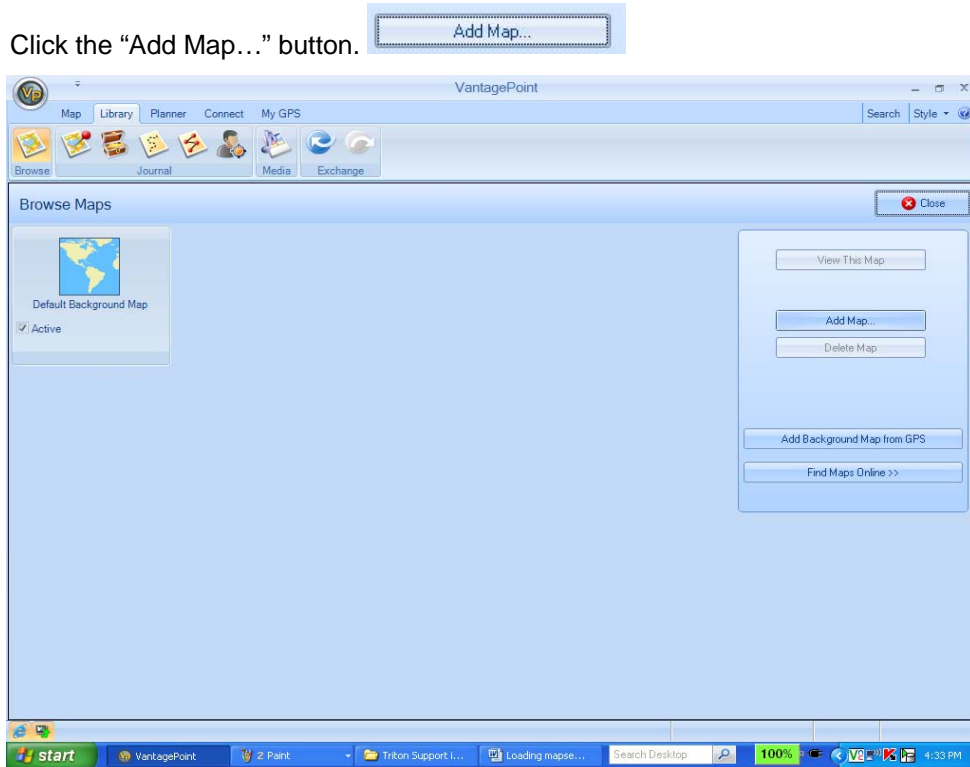 Click the “Add Map…” button. Add Map...
Vp VantagePoint
Map Library Planner Connect My GPS Search Style
Browse Journal Media Exchange
Browse Maps Close
Default Background Map
Active
View This Map
Add Map...
Delete Map
Add Background Map from GPS
Find Maps Online >>
start VantagePoint 2 Paint Triton Support i... Loading mapse... Search Desktop 100% 4:33 PM